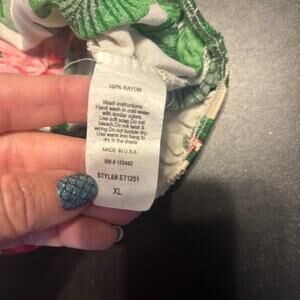 100% RAYON
Wash instructions:
Hand wash in cold water
with similar colors.
Use soft soap. Do not
bleach. Do not twist &
wiring. Do not tumble dry.
Use warm iron hang to
dry in the shade
MADE IN U.S.A
RN # 153442
STYLE# ET1251
XL